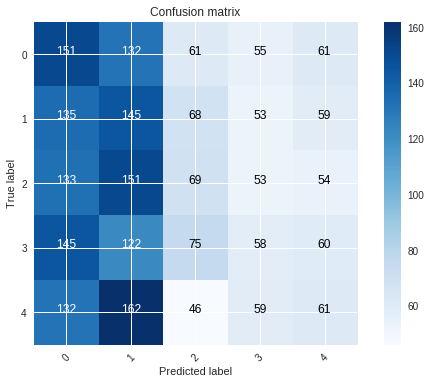 Confusion matrix
0 151 132 61 55 61
1 135 145 68 53 59
2 133 151 69 53 54
3 145 122 75 58 60
4 132 162 46 59 61
0 1 2 3 4
True label
Predicted label
160
140
120
100
80
60